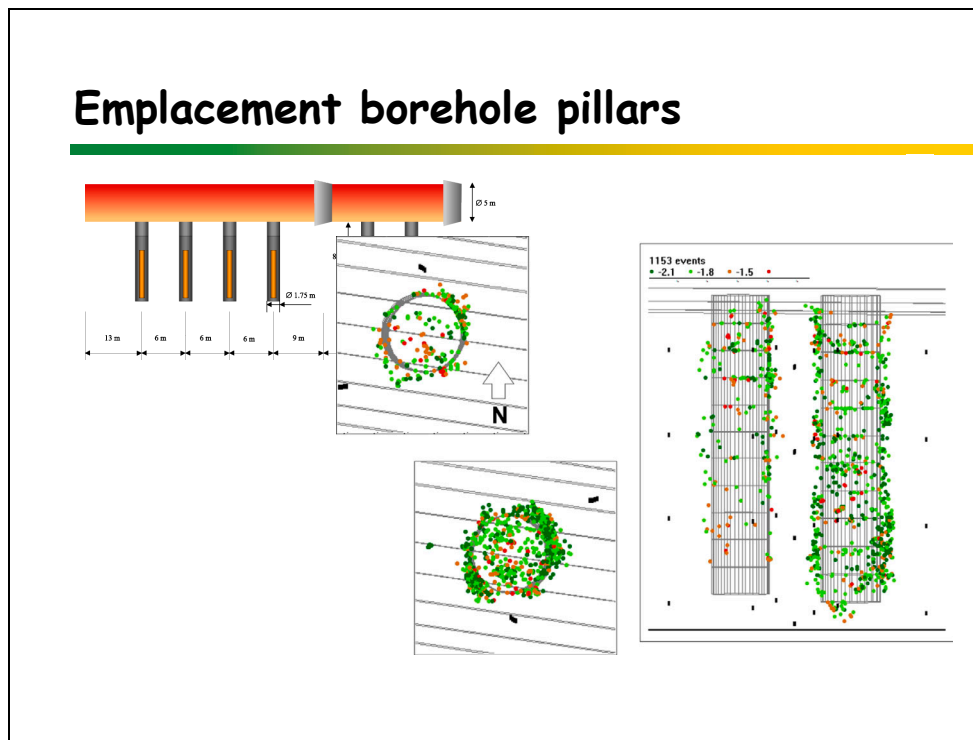 Emplacement borehole pillars
Ø 5 m
8
Ø 1.75 m
13 m 6 m 6 m 6 m 9 m
N
1153 events
-2.1 -1.8 -1.5